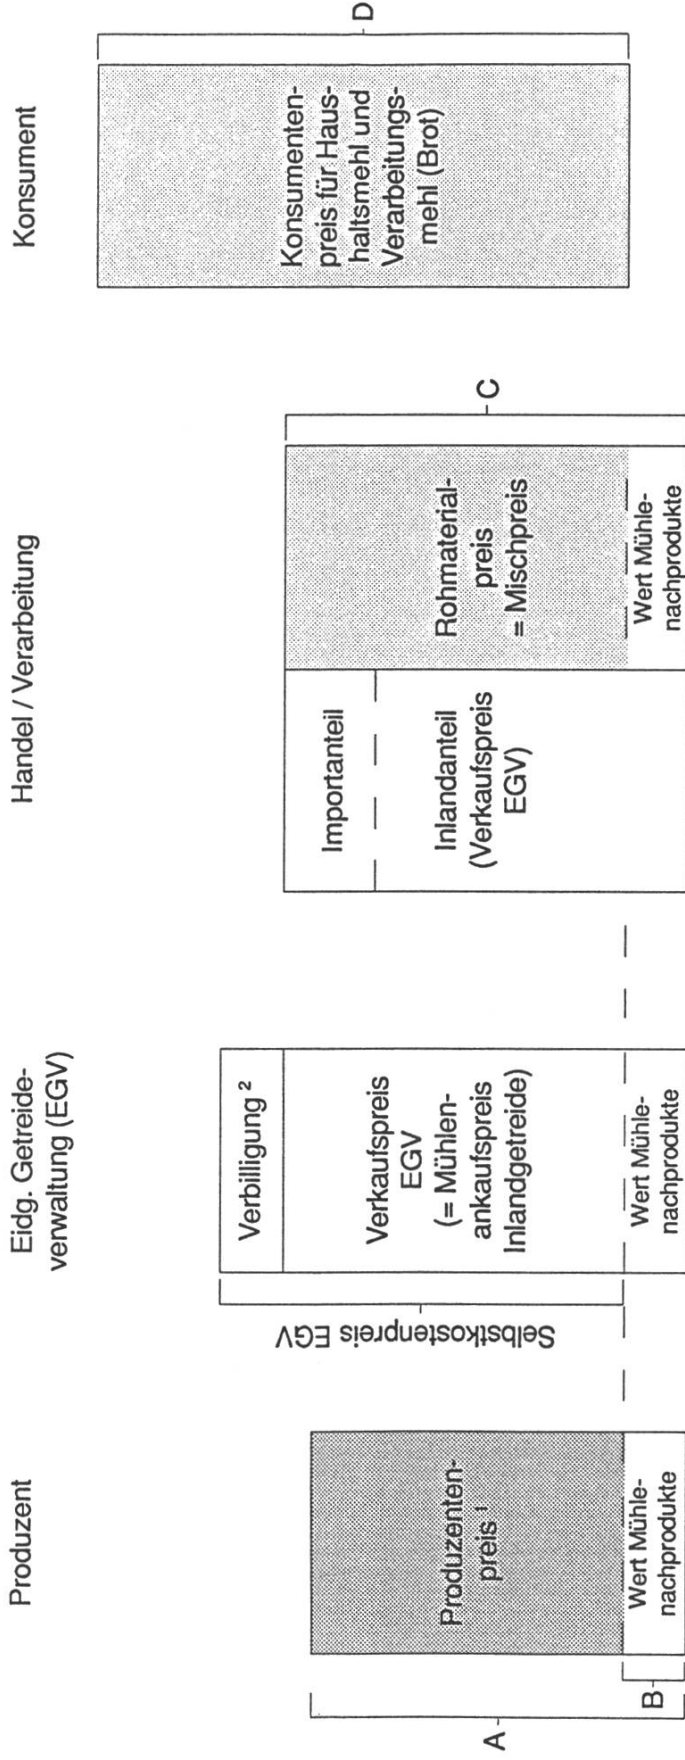 Produzent
Eidg. Getreide-
verwaltung (EGV)
Handel / Verarbeitung
Konsument
A
B
Produzenten-
preis ¹
Wert Mühle-
nachprodukte
Selbstkostenpreis EGV
Verbilligung ²
Verkaufspreis
EGV
(= Mühlen-
ankaufspreis
Inlandgetreide)
Wert Mühle-
nachprodukte
Importanteil
Inlandanteil
(Verkaufspreis
EGV)
Rohmaterial-
preis
= Mischpreis
Wert Mühle-
nachprodukte
C
Konsumenten-
preis für Haus-
haltsmehl und
Verarbeitungs-
mehl (Brot)
D